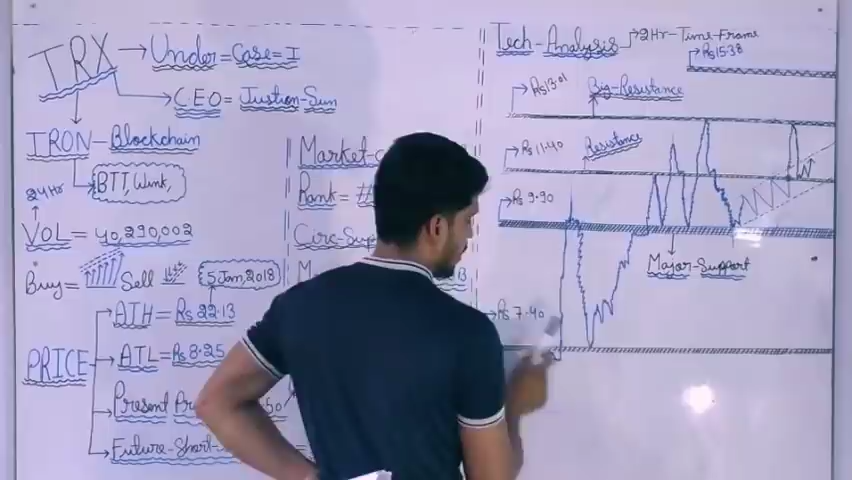 TRX → Under = Case = I
C.E.O = Justion-Sun
IRON - Blockchain
BTT, Wink,
24Hr
VOL = 40,290,002
Buy = Sell
5 Jan, 2018
PRICE
ATH = Rs 22.13
ATL = Rs 8.25
Present
Future-Short-
Market-
Rank = #
Circ-Sup
Tech-Analysis → 2Hr-Time-Frame
Rs 15.38
Rs 13.01
Big-Resistance
Rs 11.40
Resistance
Rs 9.90
Major-Support
Rs 7.40